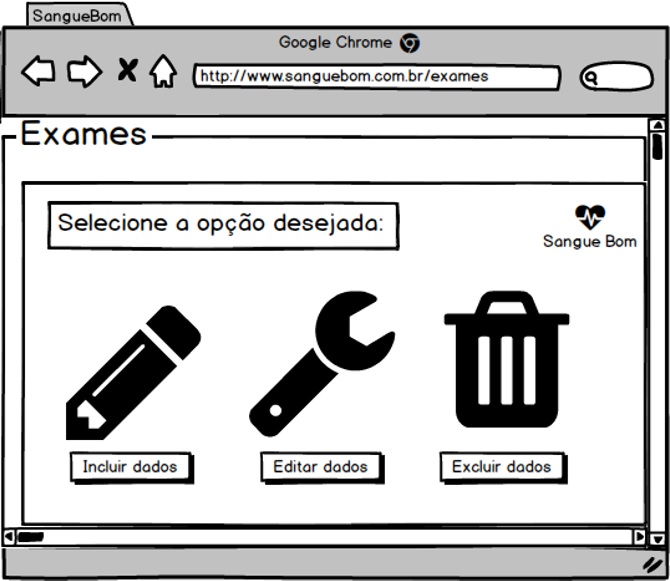 SangueBom
Google Chrome
http://www.sanguebom.com.br/exames
Exames
Selecione a opção desejada:
Sangue Bom
Incluir dados
Editar dados
Excluir dados